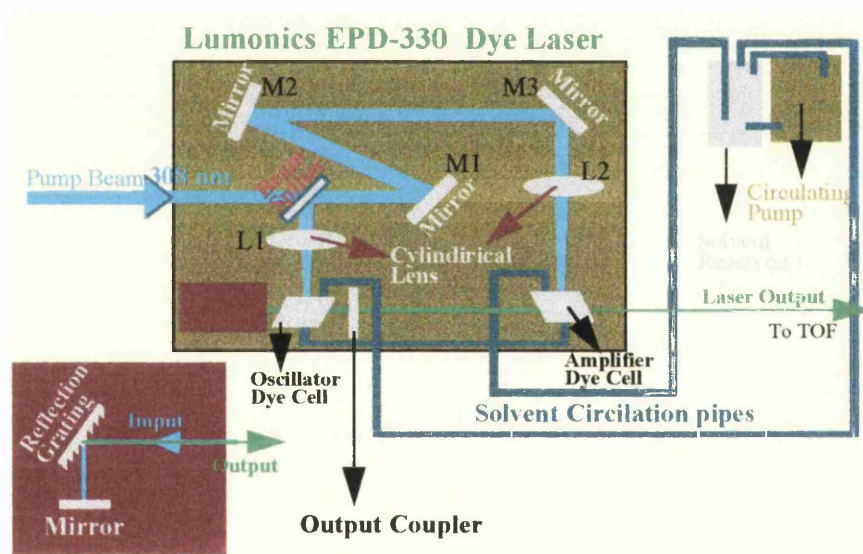 Lumonics EPD-330 Dye Laser
M2
Mirror
M3
Mirror
Pump Beam 308 nm
Beam
Splitter
M1
Mirror
L2
L1
Cylindirical
Lens
Circulating
Pump
Solvent
Reservoir
Laser Output
To TOF
Oscillator
Dye Cell
Amplifier
Dye Cell
Solvent Circilation pipes
Reflection
Grating
Imput
Output
Mirror
Output Coupler